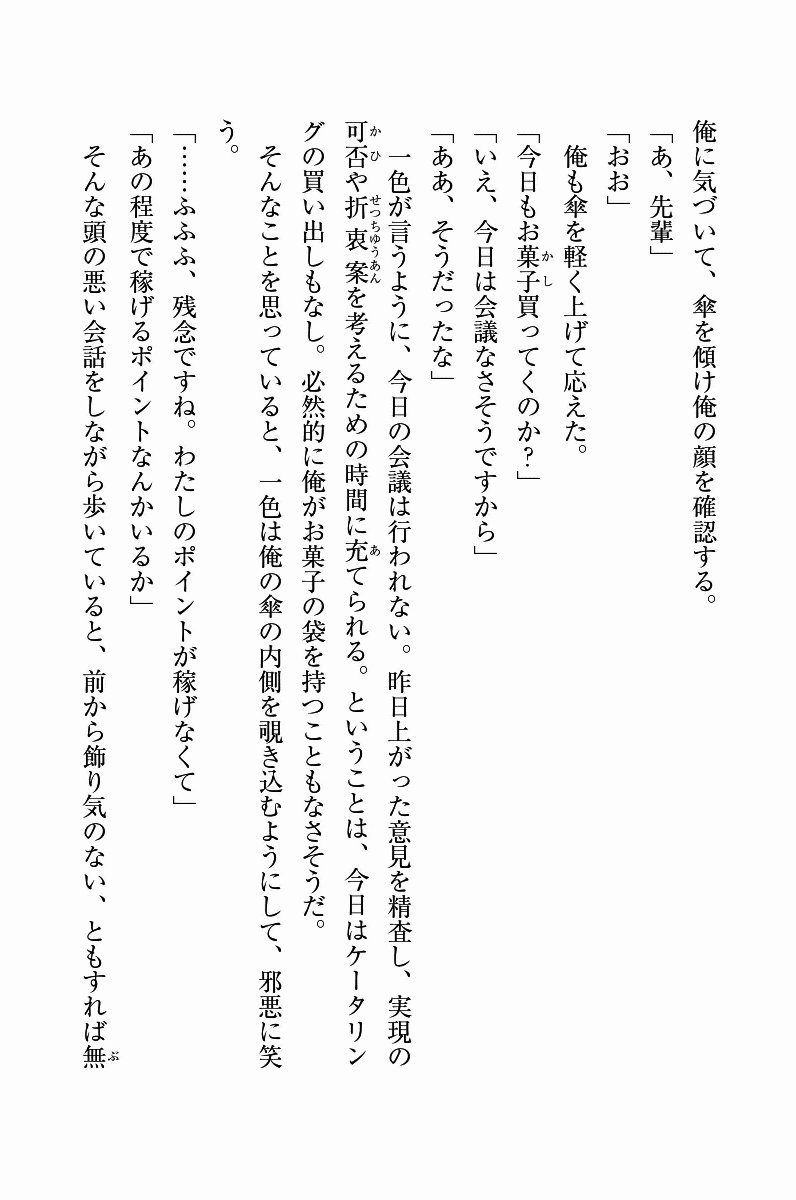 俺に気づいて、傘を傾け俺の顔を確認する。
「あ、先輩」
「おお」
俺も傘を軽く上げて応えた。
「今日もお菓子買ってくのか?」
「いえ、今日は会議なさそうですから」
「ああ、そうだったな」
一色が言うように、今日の会議は行われない。昨日上がった意見を精査し、実現の
可否や折衷案を考えるための時間に充てられる。ということは、今日はケータリン
グの買い出しもなし。必然的に俺がお菓子の袋を持つこともなさそうだ。
そんなことを思っていると、一色は俺の傘の内側を覗き込むようにして、邪悪に笑
う。
「……ふふふ、残念ですね。わたしのポイントが稼げなくて」
「あの程度で稼げるポイントなんかいるか」
そんな頭の悪い会話をしながら歩いていると、前から飾り気のない、ともすれば無